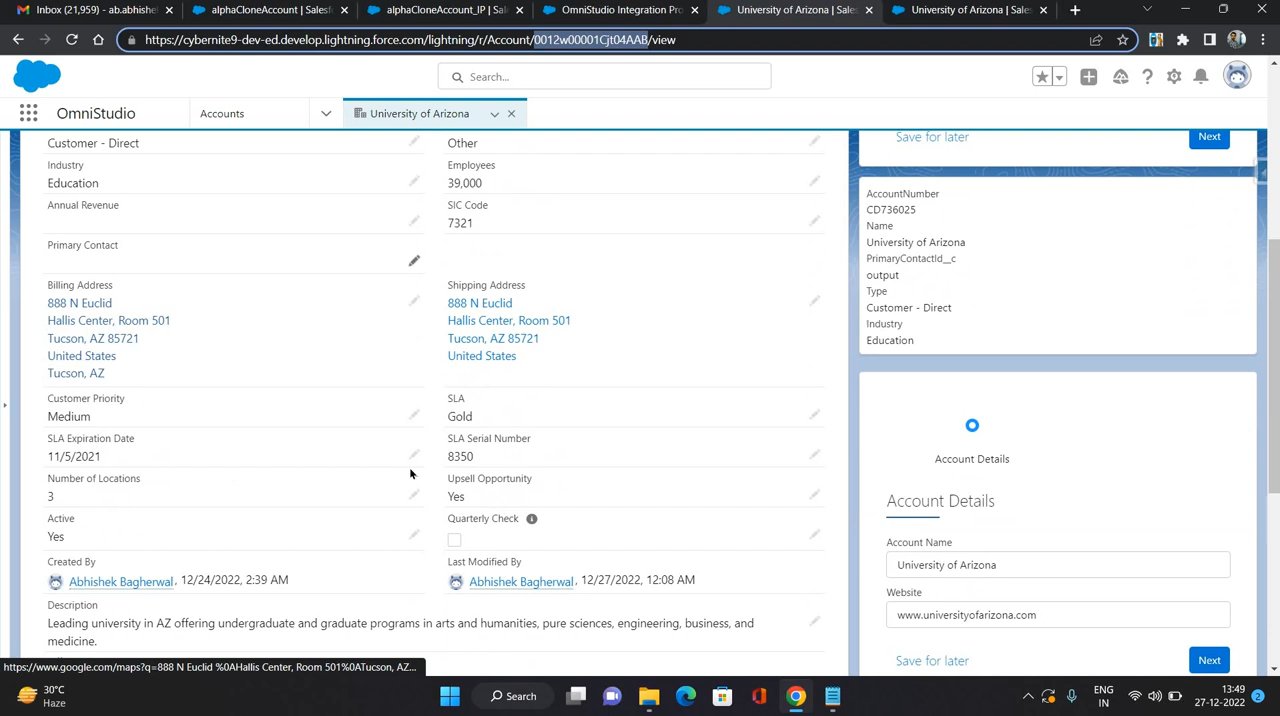 Inbox (21,959) - ab.abhishe
alphaCloneAccount | Salesf
alphaCloneAccount_IP | Sal
OmniStudio Integration Pro
University of Arizona | Sales
University of Arizona | Sales
https://cybernite9-dev-ed.develop.lightning.force.com/lightning/r/Account/0012w00001Cjt04AAB/view
Search...
OmniStudio
Accounts
University of Arizona
Customer - Direct
Other
Industry
Employees
Education
39,000
Annual Revenue
SIC Code
7321
Primary Contact
Billing Address
Shipping Address
888 N Euclid
888 N Euclid
Hallis Center, Room 501
Hallis Center, Room 501
Tucson, AZ 85721
Tucson, AZ 85721
United States
United States
Tucson, AZ
Customer Priority
SLA
Medium
Gold
SLA Expiration Date
SLA Serial Number
11/5/2021
8350
Number of Locations
Upsell Opportunity
3
Yes
Active
Quarterly Check
Yes
Created By
Last Modified By
Abhishek Bagherwal, 12/24/2022, 2:39 AM
Abhishek Bagherwal, 12/27/2022, 12:08 AM
Description
Leading university in AZ offering undergraduate and graduate programs in arts and humanities, pure sciences, engineering, business, and
medicine.
Save for later
Next
AccountNumber
CD736025
Name
University of Arizona
PrimaryContactId__c
output
Type
Customer - Direct
Industry
Education
Account Details
Account Details
Account Name
University of Arizona
Website
www.universityofarizona.com
Save for later
Next
https://www.google.com/maps?q=888 N Euclid %0AHallis Center, Room 501%0ATucson, AZ...
30°C
Haze
Search
ENG
IN
13:49
27-12-2022
2